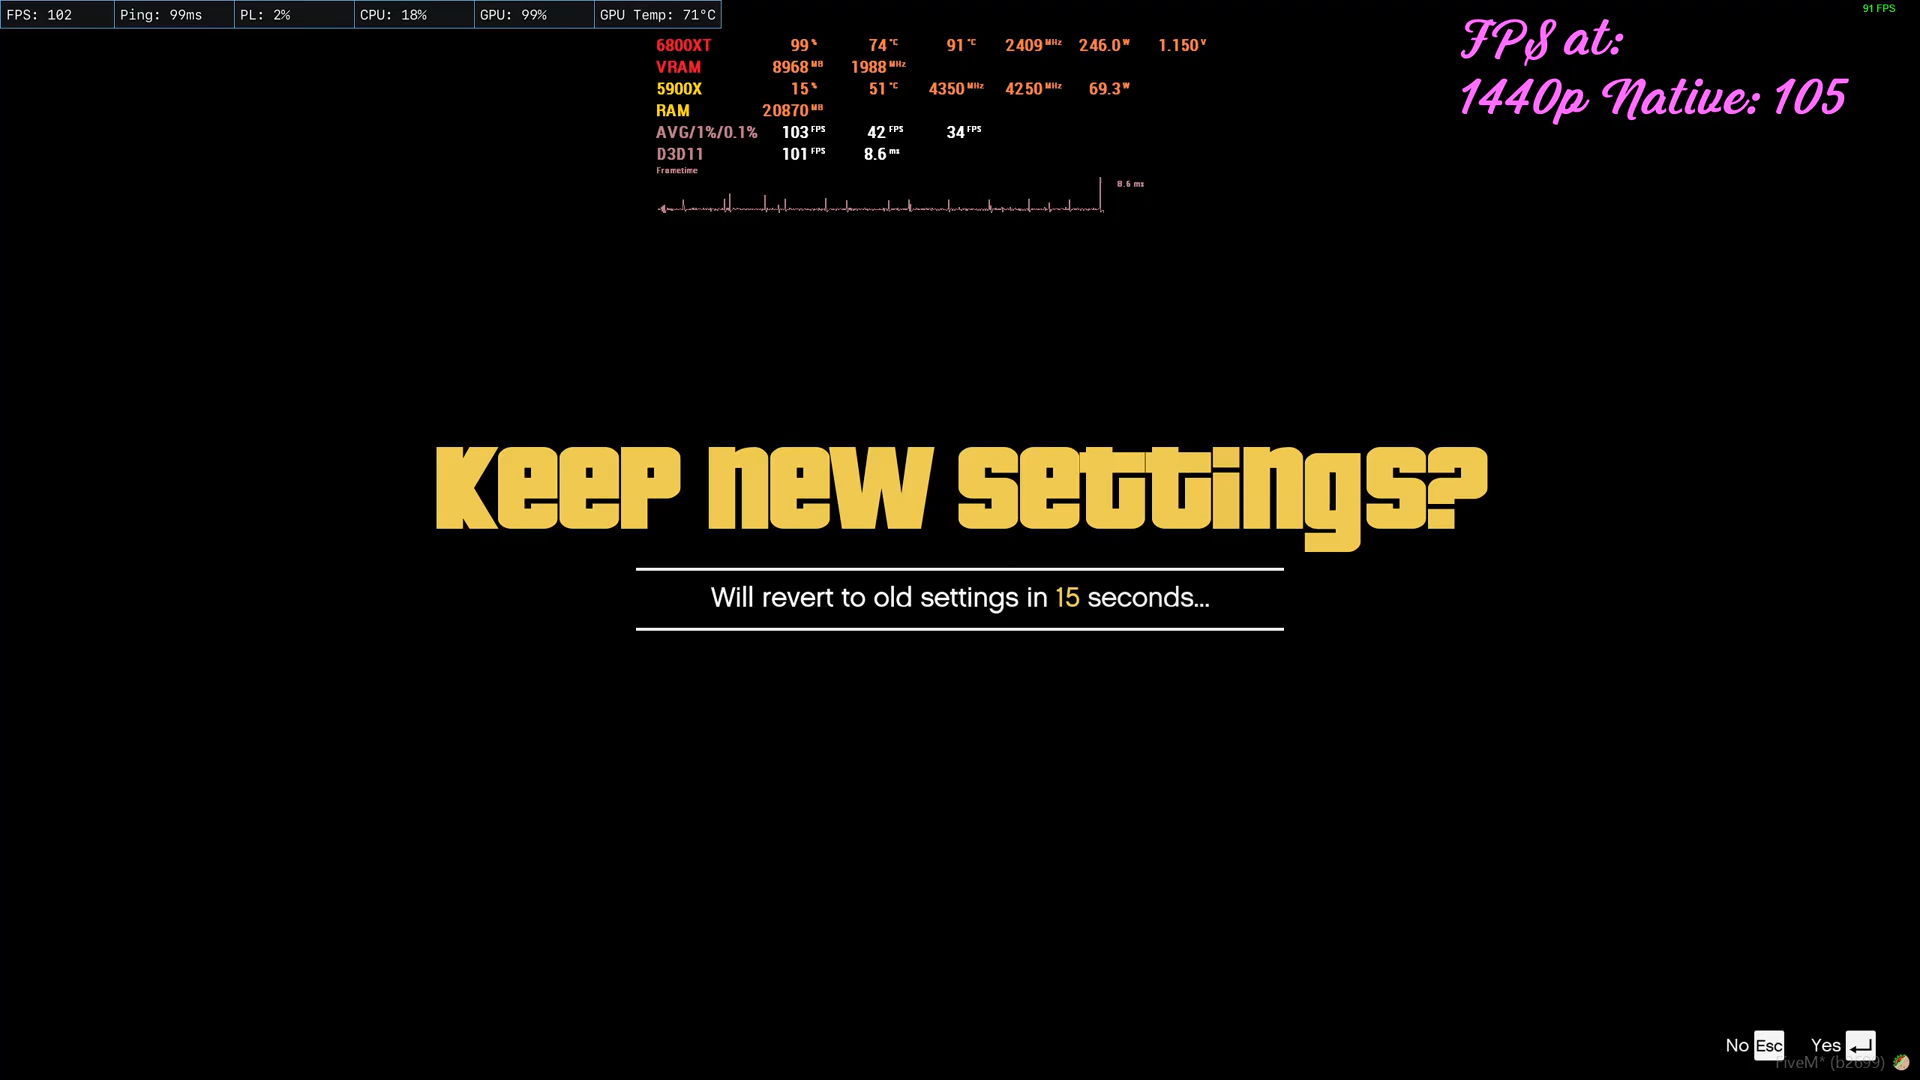 FPS: 102 Ping: 99ms PL: 2% CPU: 18% GPU: 99% GPU Temp: 71°C
91 FPS
FPS at:
1440p Native: 105
6800XT 99% 74°C 91°C 2409MHz 246.0W 1.150V
VRAM 8968MB 1988MHz
5900X 15% 51°C 4350MHz 4250MHz 69.3W
RAM 20870MB
AVG/1%/0.1% 103FPS 42FPS 34FPS
D3D11 101FPS 8.6ms
Frametime
8.6 ms
Keep new settings?
Will revert to old settings in 15 seconds...
No Esc Yes
FiveM* (b2699)